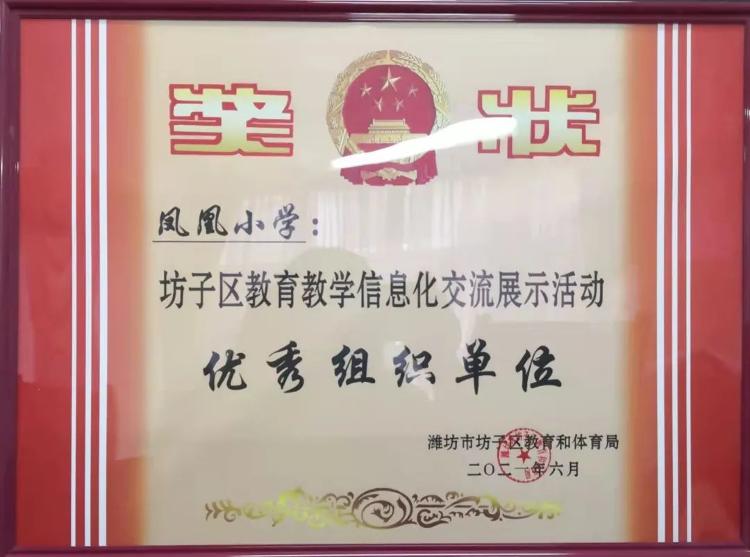 奖状
凤凰小学：
坊子区教育教学信息化交流展示活动
优秀组织单位
潍坊市坊子区教育和体育局
二〇二一年六月